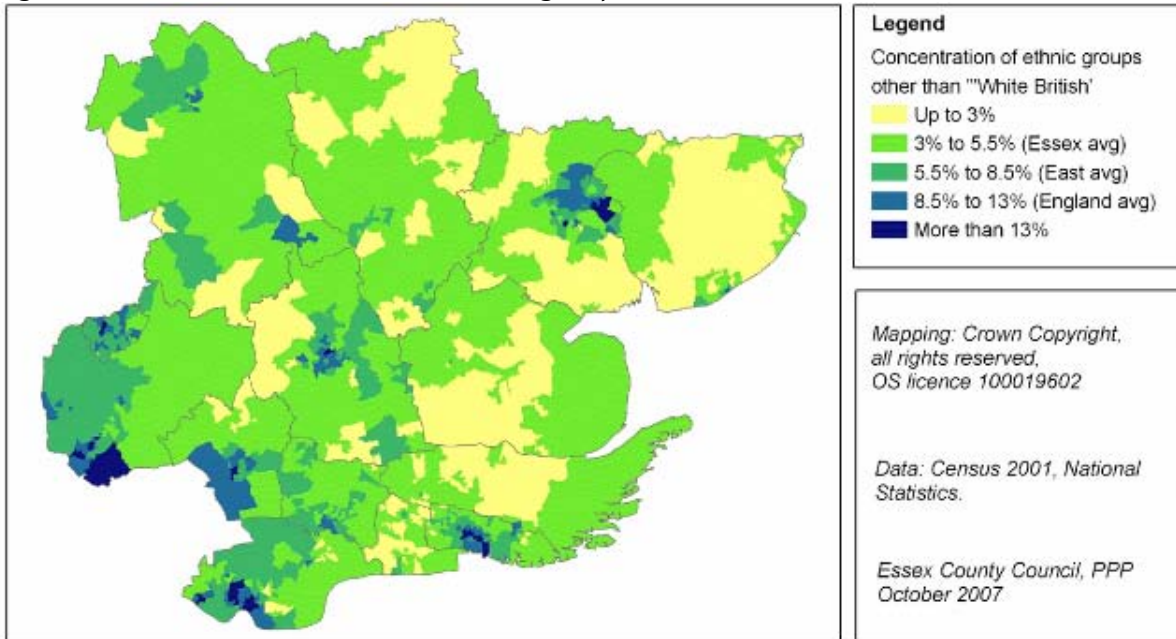 Legend
Concentration of ethnic groups
other than "'White British'
Up to 3%
3% to 5.5% (Essex avg)
5.5% to 8.5% (East avg)
8.5% to 13% (England avg)
More than 13%
Mapping: Crown Copyright,
all rights reserved,
OS licence 100019602
Data: Census 2001, National
Statistics.
Essex County Council, PPP
October 2007